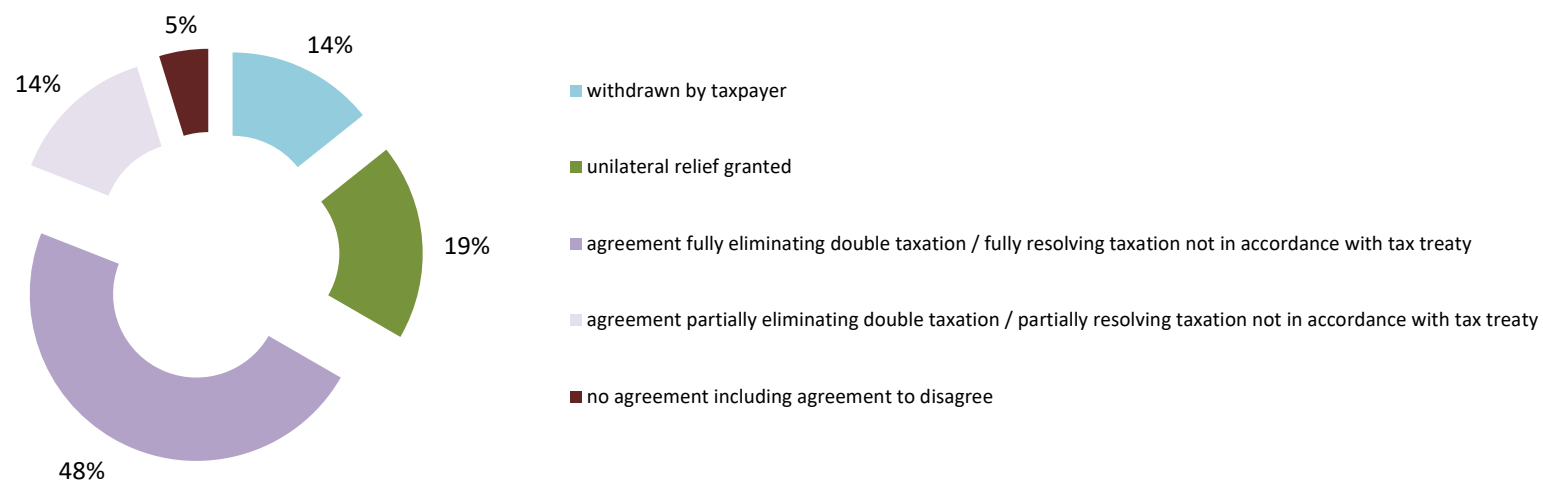 5%
14%
14%
19%
48%
withdrawn by taxpayer
unilateral relief granted
agreement fully eliminating double taxation / fully resolving taxation not in accordance with tax treaty
agreement partially eliminating double taxation / partially resolving taxation not in accordance with tax treaty
no agreement including agreement to disagree